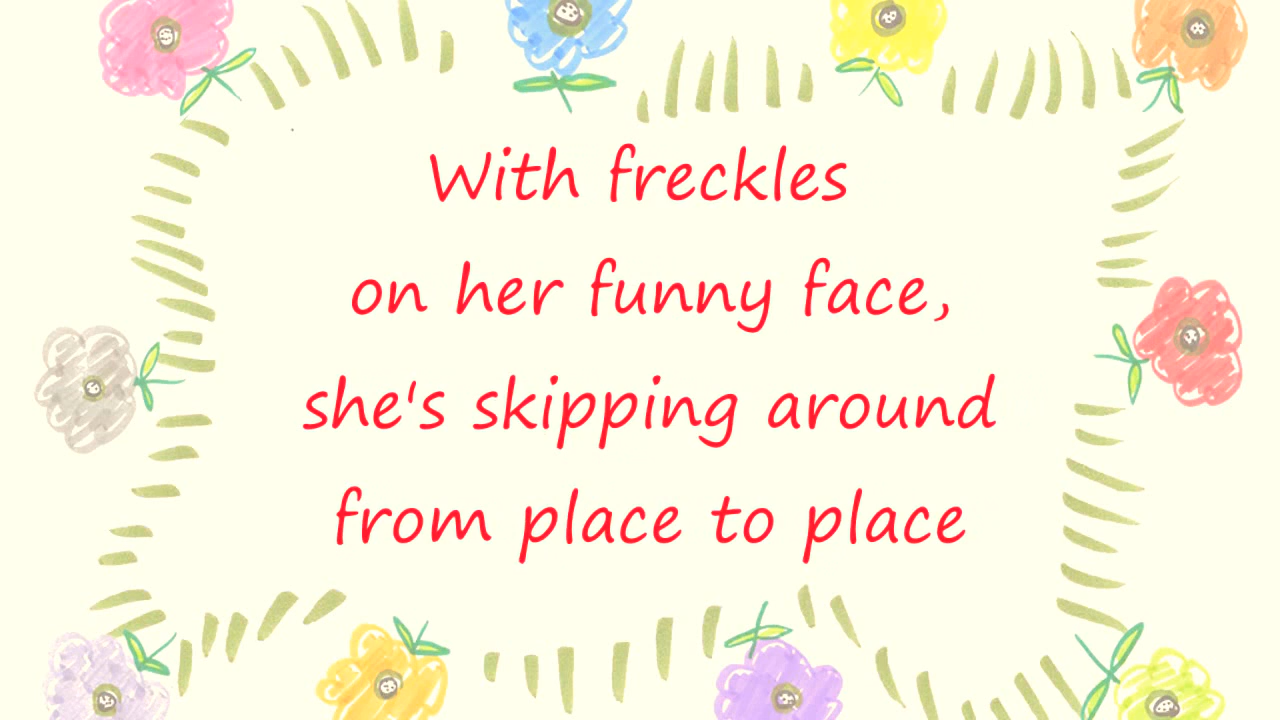 With freckles
on her funny face,
she's skipping around
from place to place